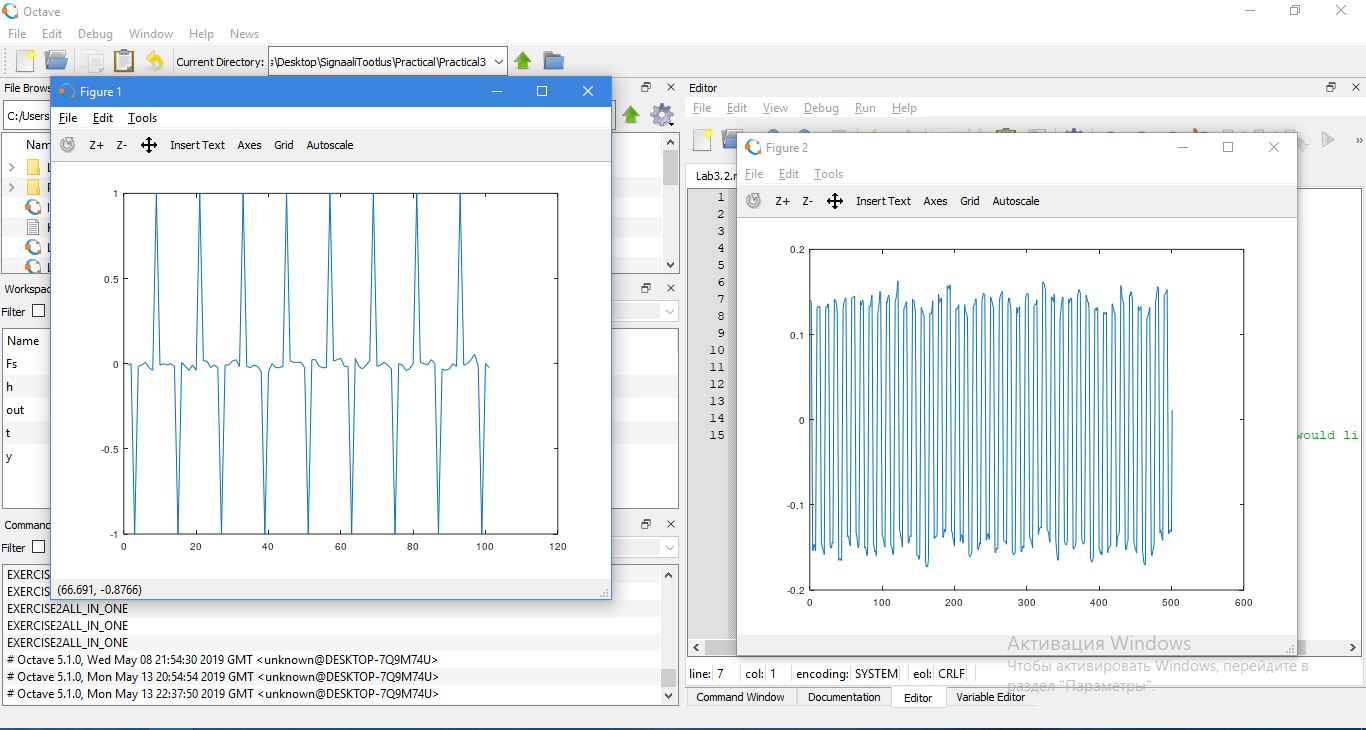 Octave
File Edit Debug Window Help News
Current Directory: s\Desktop\SignaaliTootlus\Practical\Practical3
File Brows
C:/Users
Nam
Workspac
Filter
Name
Fs
h
out
t
y
Command
Filter
EXERCIS
EXERCIS
EXERCISE2ALL_IN_ONE
EXERCISE2ALL_IN_ONE
EXERCISE2ALL_IN_ONE
# Octave 5.1.0, Wed May 08 21:54:30 2019 GMT <unknown@DESKTOP-7Q9M74U>
# Octave 5.1.0, Mon May 13 20:54:54 2019 GMT <unknown@DESKTOP-7Q9M74U>
# Octave 5.1.0, Mon May 13 22:37:50 2019 GMT <unknown@DESKTOP-7Q9M74U>
Figure 1
File Edit Tools
Z+ Z- Insert Text Axes Grid Autoscale
1
0.5
0
-0.5
-1
0 20 40 60 80 100 120
(66.691, -0.8766)
Editor
File Edit View Debug Run Help
Lab3.2.m
1
2
3
4
5
6
7
8
9
10
11
12
13
14
15
would li
Figure 2
File Edit Tools
Z+ Z- Insert Text Axes Grid Autoscale
0.2
0.1
0
-0.1
-0.2
0 100 200 300 400 500 600
Активация Windows
Чтобы активировать Windows, перейдите в
раздел "Параметры".
line: 7 col: 1 encoding: SYSTEM eol: CRLF
Command Window Documentation Editor Variable Editor